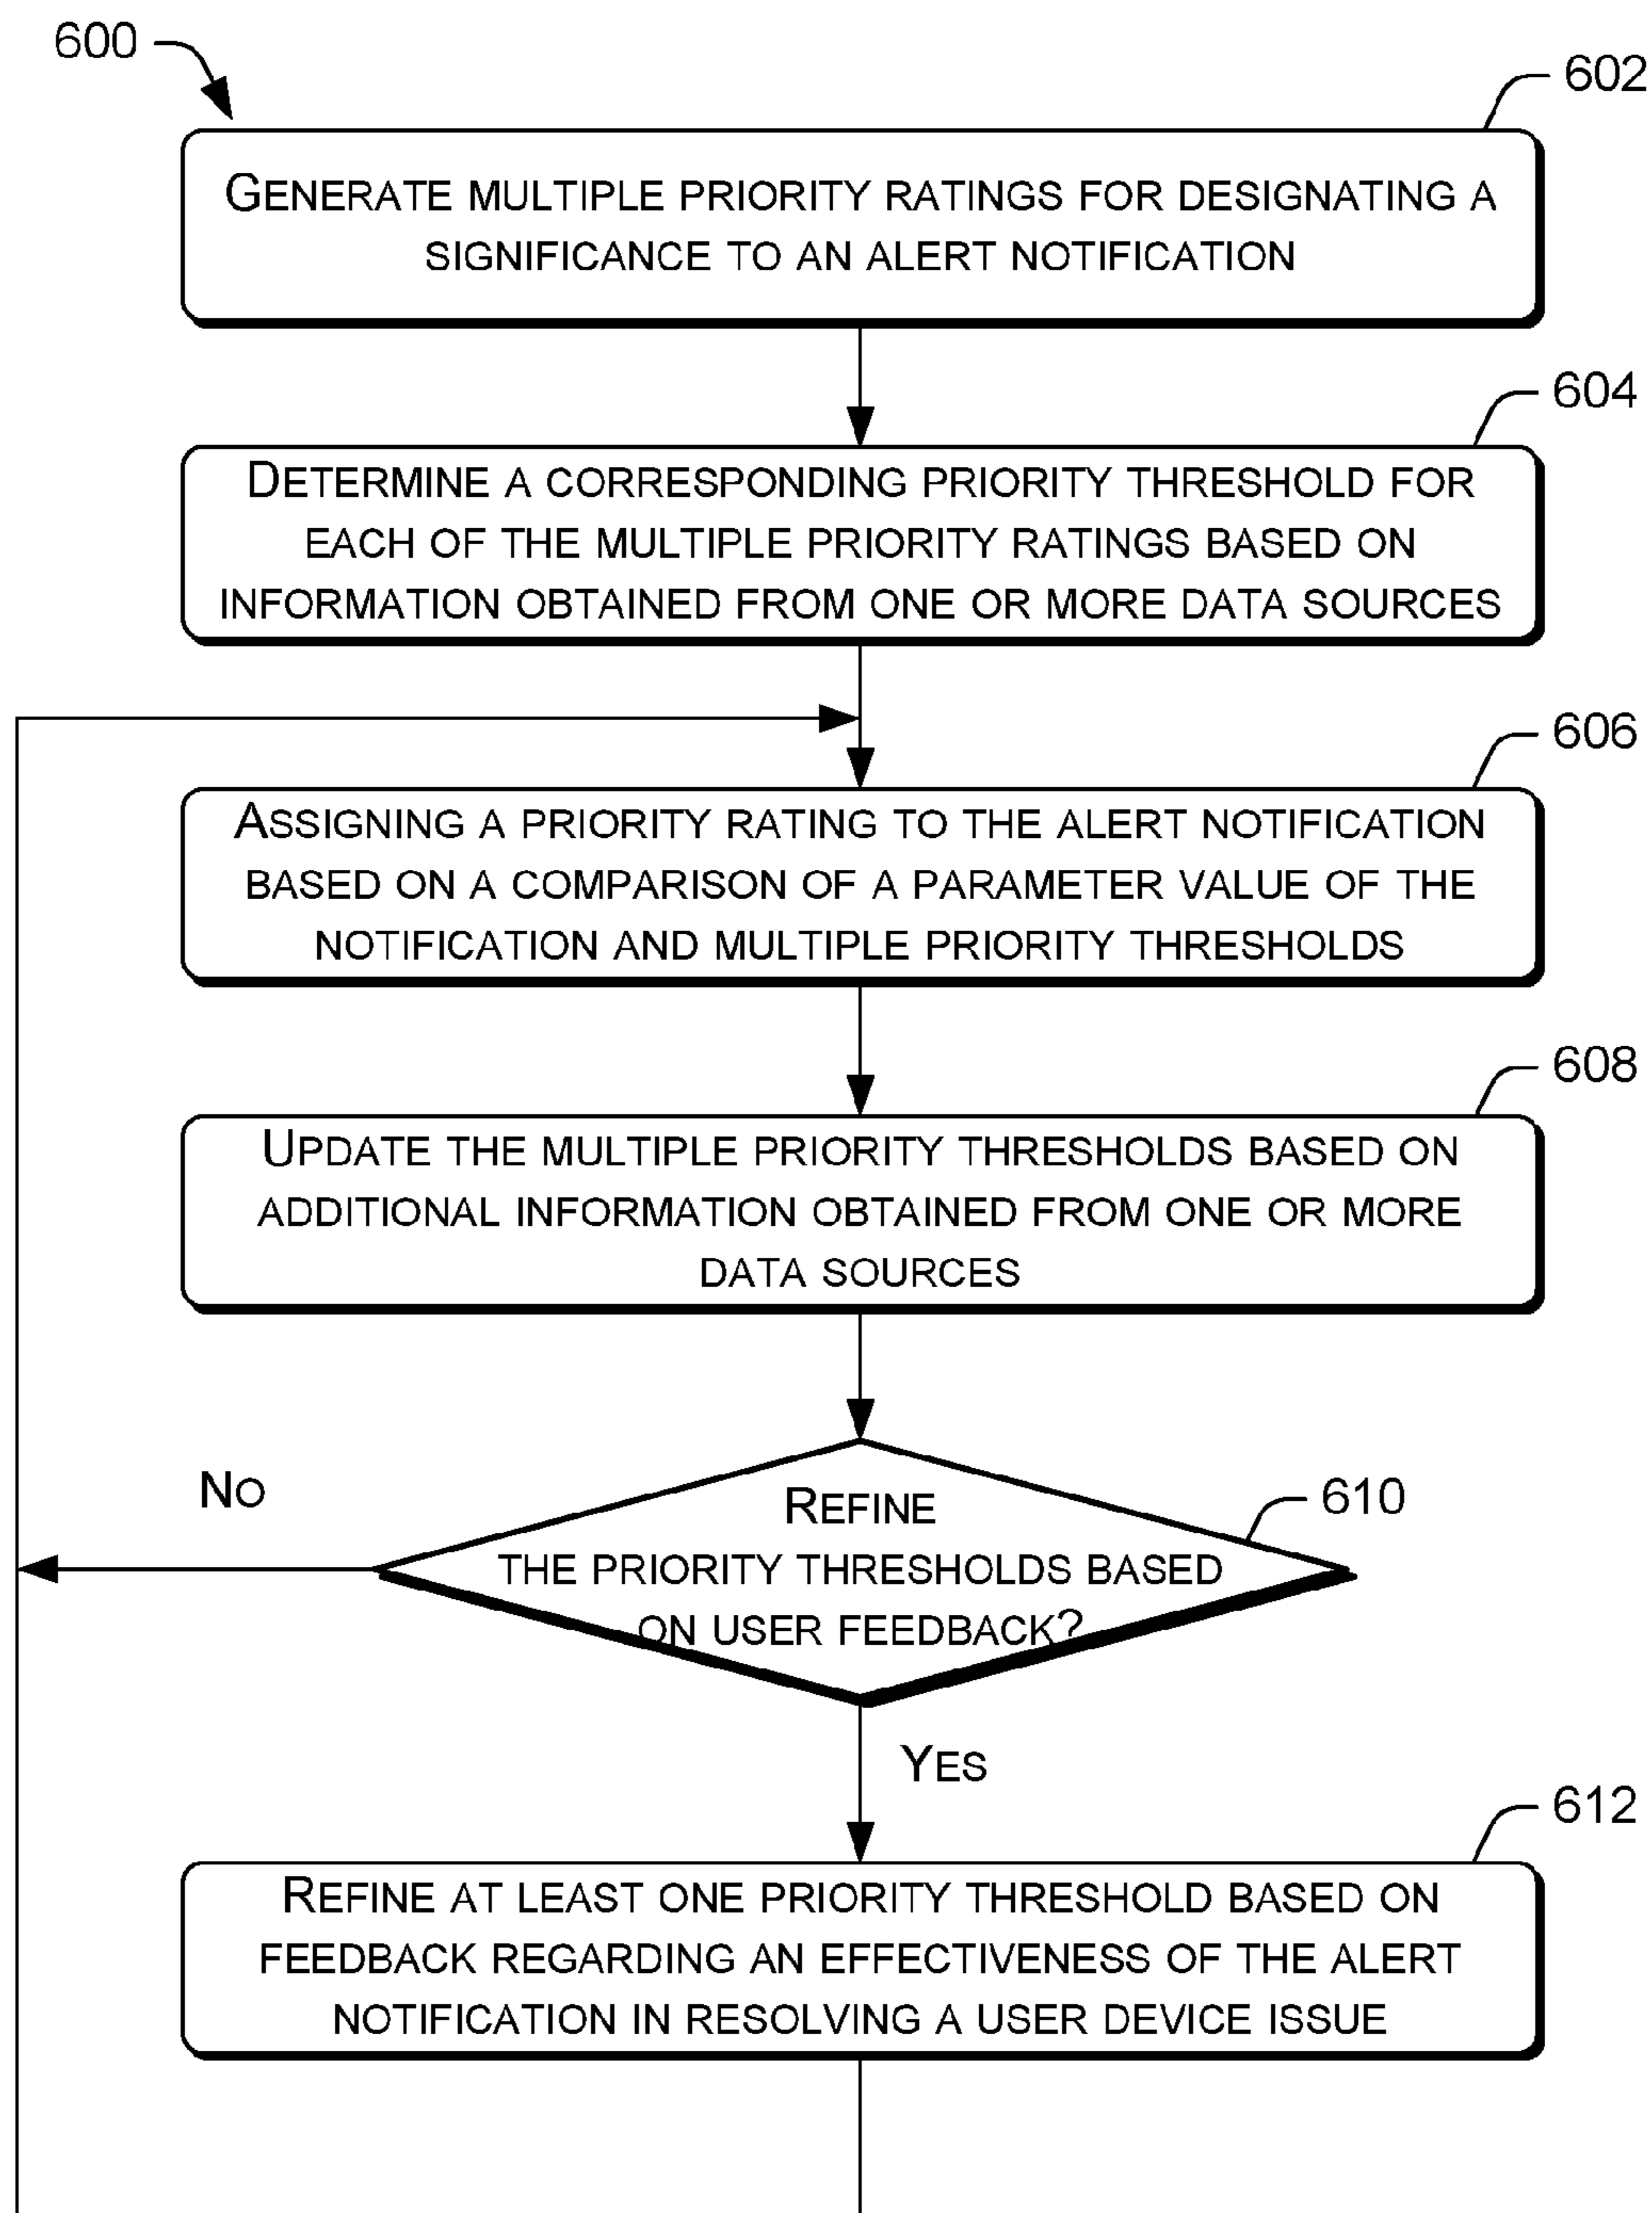 600
602
GENERATE MULTIPLE PRIORITY RATINGS FOR DESIGNATING A
SIGNIFICANCE TO AN ALERT NOTIFICATION
604
DETERMINE A CORRESPONDING PRIORITY THRESHOLD FOR
EACH OF THE MULTIPLE PRIORITY RATINGS BASED ON
INFORMATION OBTAINED FROM ONE OR MORE DATA SOURCES
606
ASSIGNING A PRIORITY RATING TO THE ALERT NOTIFICATION
BASED ON A COMPARISON OF A PARAMETER VALUE OF THE
NOTIFICATION AND MULTIPLE PRIORITY THRESHOLDS
608
UPDATE THE MULTIPLE PRIORITY THRESHOLDS BASED ON
ADDITIONAL INFORMATION OBTAINED FROM ONE OR MORE
DATA SOURCES
NO
610
REFINE
THE PRIORITY THRESHOLDS BASED
ON USER FEEDBACK?
YES
612
REFINE AT LEAST ONE PRIORITY THRESHOLD BASED ON
FEEDBACK REGARDING AN EFFECTIVENESS OF THE ALERT
NOTIFICATION IN RESOLVING A USER DEVICE ISSUE